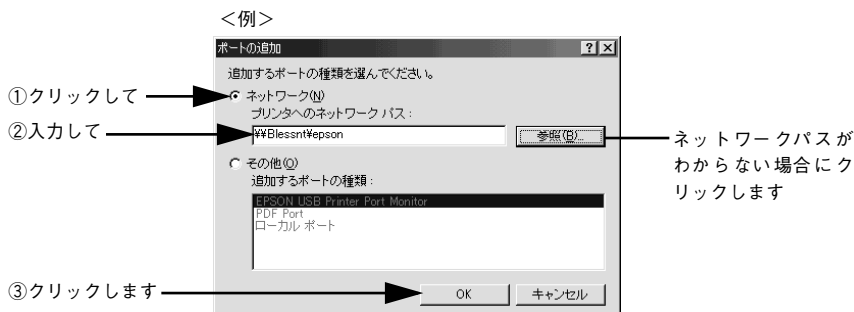 ＜例＞
ポートの追加
追加するポートの種類を選んでください。
①クリックして
ネットワーク(N)
プリンタへのネットワーク パス：
②入力して
¥¥Blessnt¥epson
参照(B)...
ネットワークパスが
わからない場合にク
リックします
その他(O)
追加するポートの種類：
EPSON USB Printer Port Monitor
PDF Port
ローカル ポート
③クリックします
OK
キャンセル